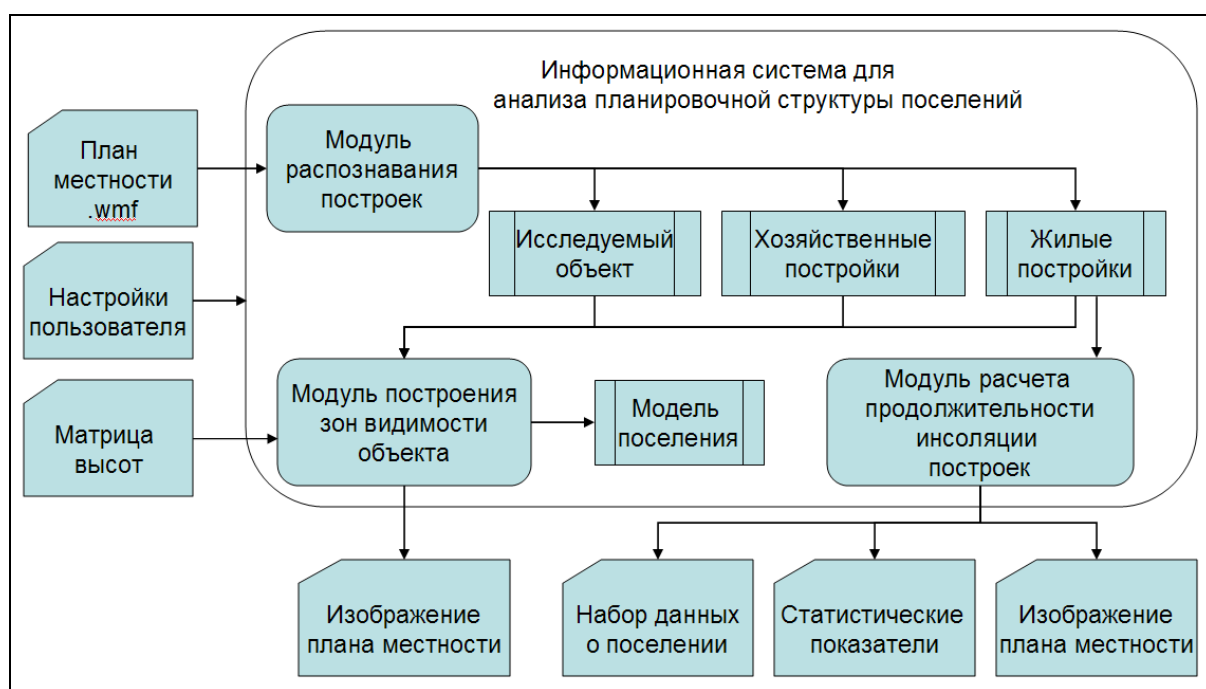 Информационная система для
анализа планировочной структуры поселений
План
местности
.wmf
Модуль
распознавания
построек
Исследуемый
объект
Хозяйственные
постройки
Жилые
постройки
Настройки
пользователя
Матрица
высот
Модуль построения
зон видимости
объекта
Модель
поселения
Модуль расчета
продолжительности
инсоляции
построек
Изображение
плана местности
Набор данных
о поселении
Статистические
показатели
Изображение
плана местности